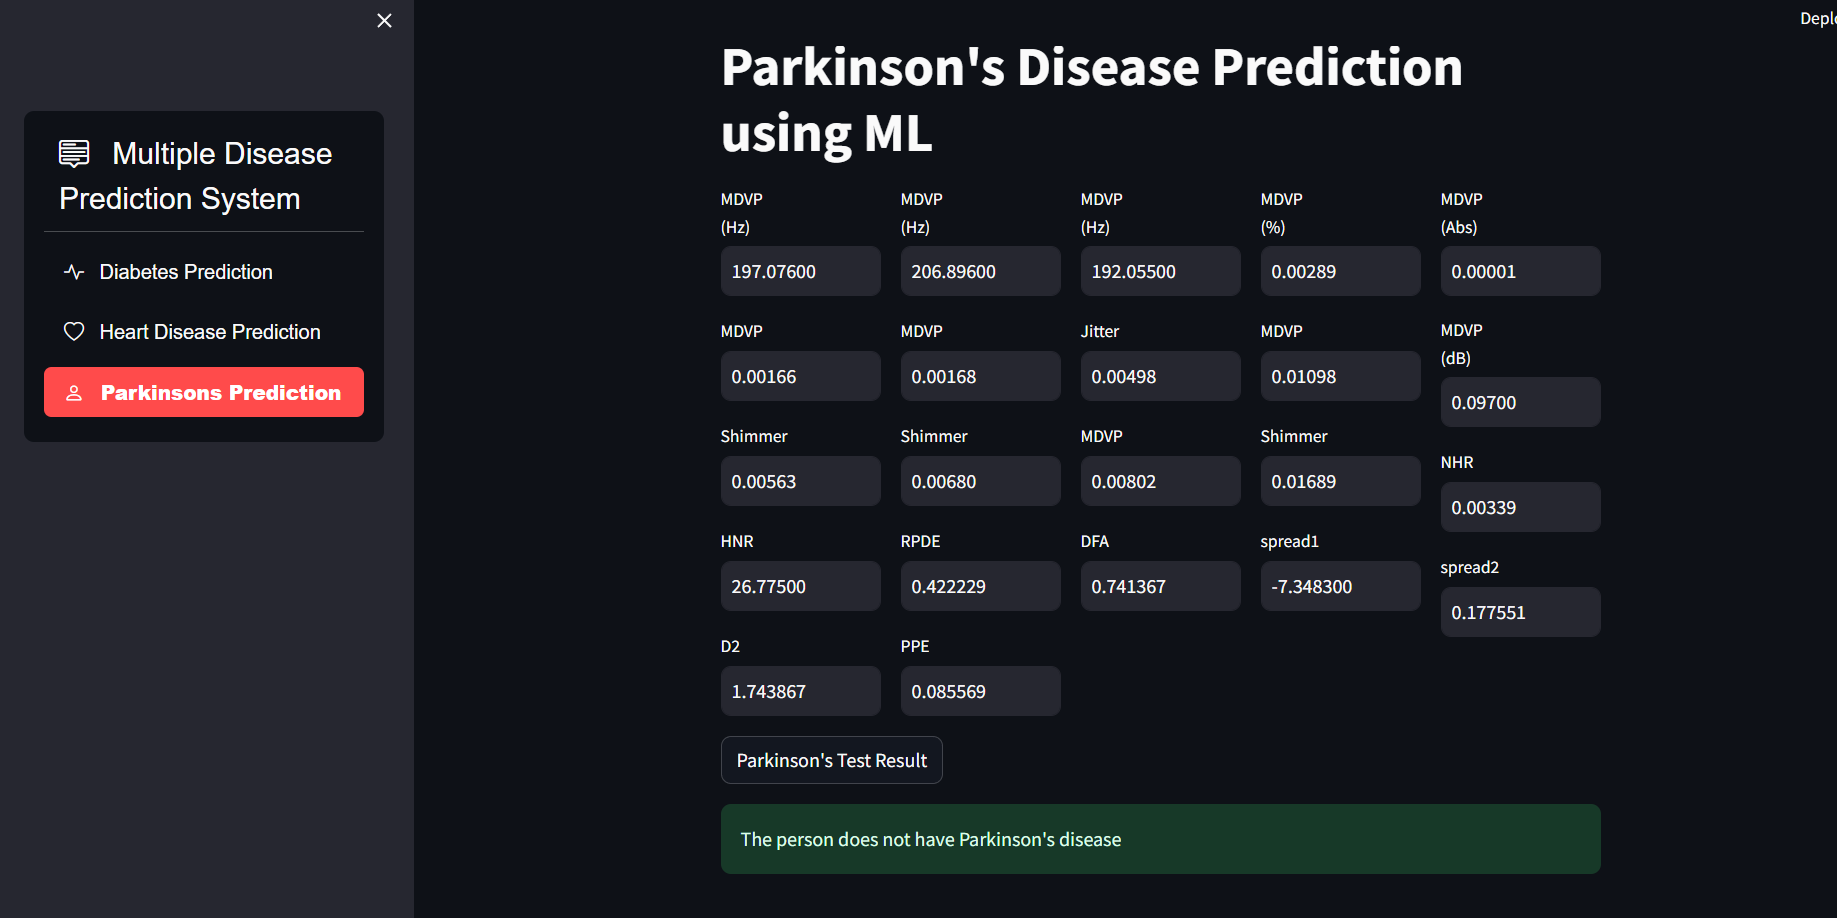 Multiple Disease
Prediction System
Diabetes Prediction
Heart Disease Prediction
Parkinsons Prediction
Parkinson's Disease Prediction
using ML
MDVP MDVP MDVP MDVP MDVP
(Hz) (Hz) (Hz) (%) (Abs)
197.07600 206.89600 192.05500 0.00289 0.00001
MDVP MDVP Jitter MDVP MDVP
(dB)
0.00166 0.00168 0.00498 0.01098 0.09700
Shimmer Shimmer MDVP Shimmer NHR
0.00563 0.00680 0.00802 0.01689 0.00339
HNR RPDE DFA spread1 spread2
26.77500 0.422229 0.741367 -7.348300 0.177551
D2 PPE
1.743867 0.085569
Parkinson's Test Result
The person does not have Parkinson's disease